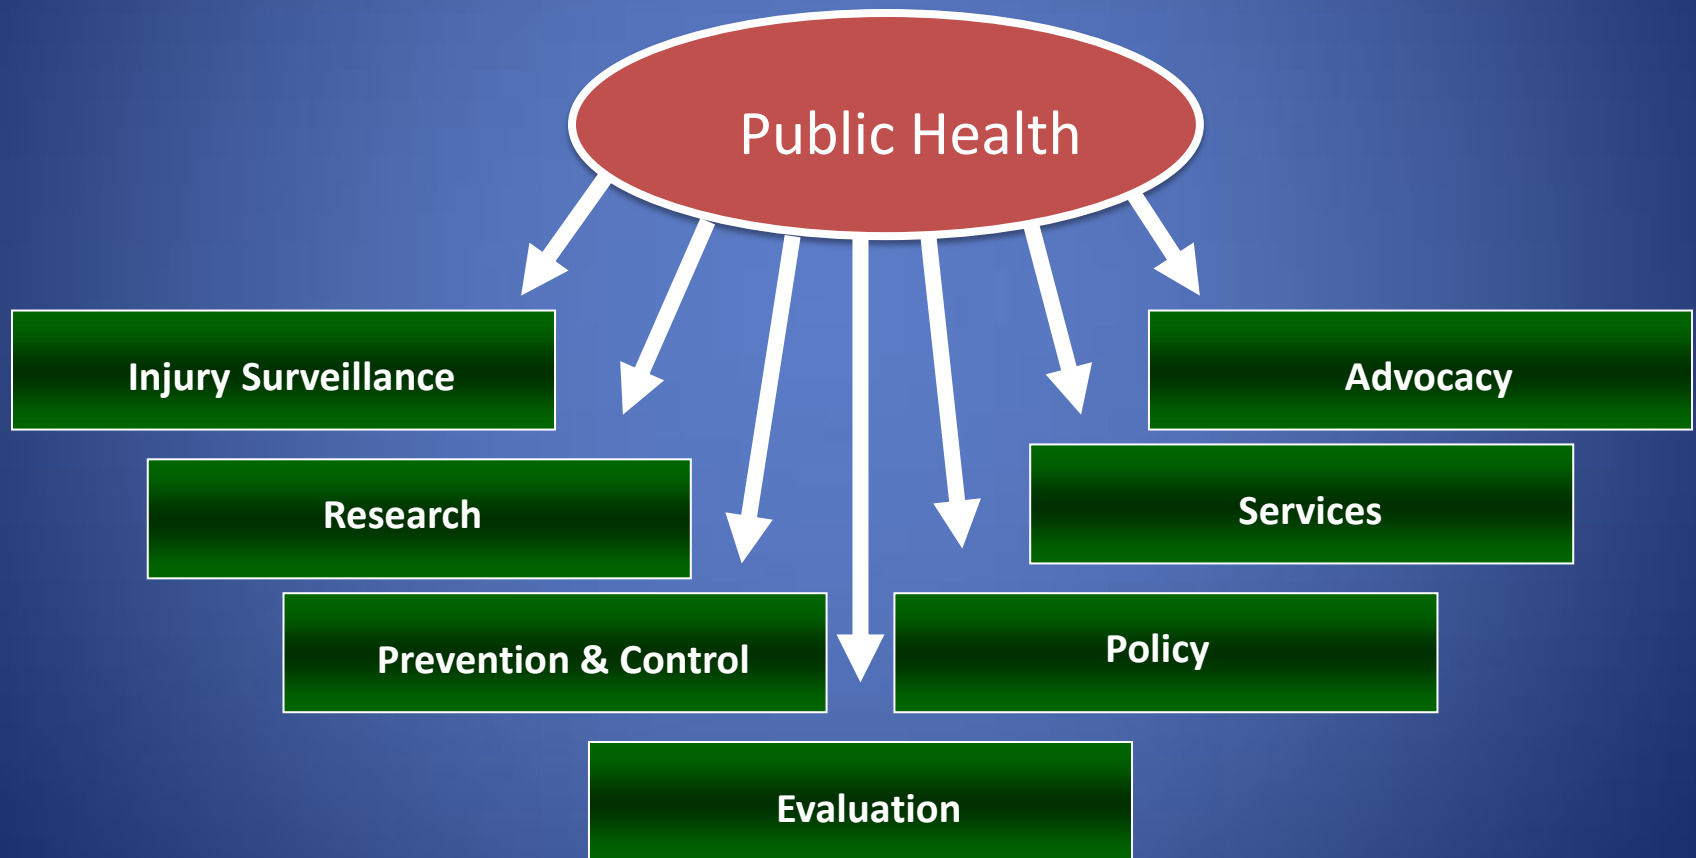 Public Health
Injury Surveillance
Advocacy
Research
Services
Prevention & Control
Policy
Evaluation